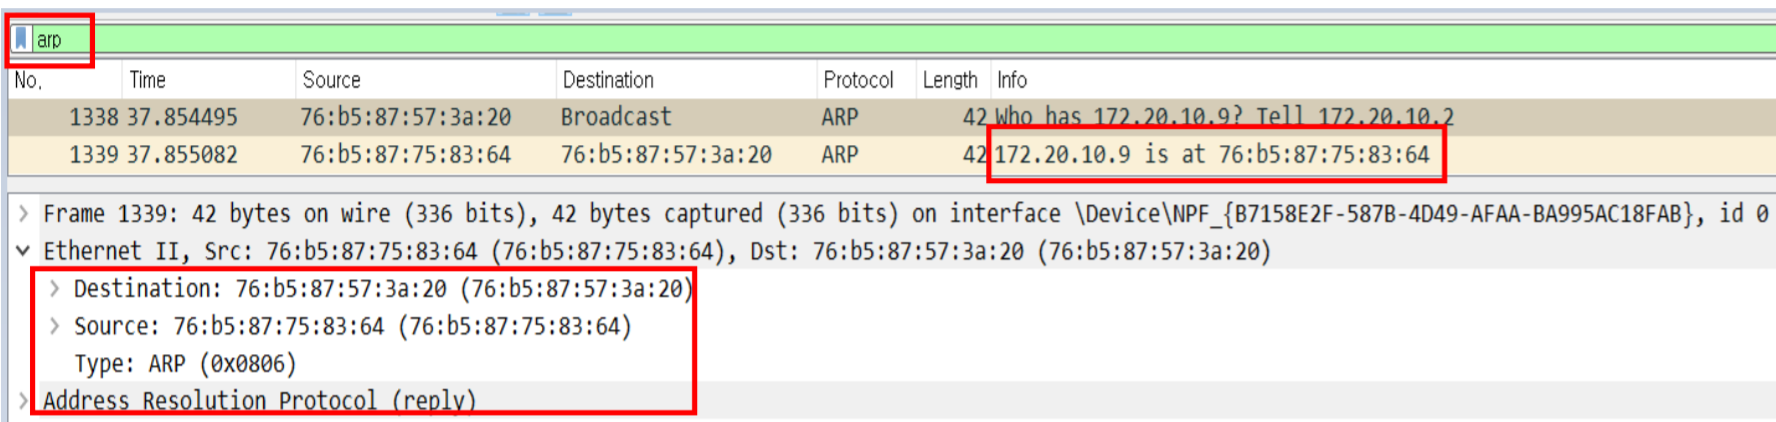 arp
No. Time Source Destination Protocol Length Info
1338 37.854495 76:b5:87:57:3a:20 Broadcast ARP 42 Who has 172.20.10.9? Tell 172.20.10.2
1339 37.855082 76:b5:87:75:83:64 76:b5:87:57:3a:20 ARP 42 172.20.10.9 is at 76:b5:87:75:83:64
Frame 1339: 42 bytes on wire (336 bits), 42 bytes captured (336 bits) on interface \Device\NPF_{B7158E2F-587B-4D49-AFAA-BA995AC18FAB}, id 0
Ethernet II, Src: 76:b5:87:75:83:64 (76:b5:87:75:83:64), Dst: 76:b5:87:57:3a:20 (76:b5:87:57:3a:20)
Destination: 76:b5:87:57:3a:20 (76:b5:87:57:3a:20)
Source: 76:b5:87:75:83:64 (76:b5:87:75:83:64)
Type: ARP (0x0806)
Address Resolution Protocol (reply)